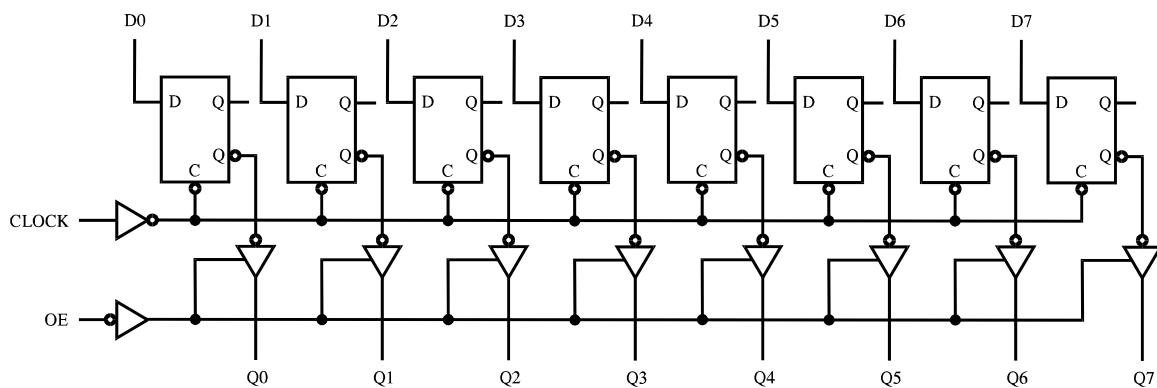 D0 D1 D2 D3 D4 D5 D6 D7
D Q D Q D Q D Q D Q D Q D Q D Q
Q Q Q Q Q Q Q Q
C C C C C C C C
CLOCK
OE
Q0 Q1 Q2 Q3 Q4 Q5 Q6 Q7